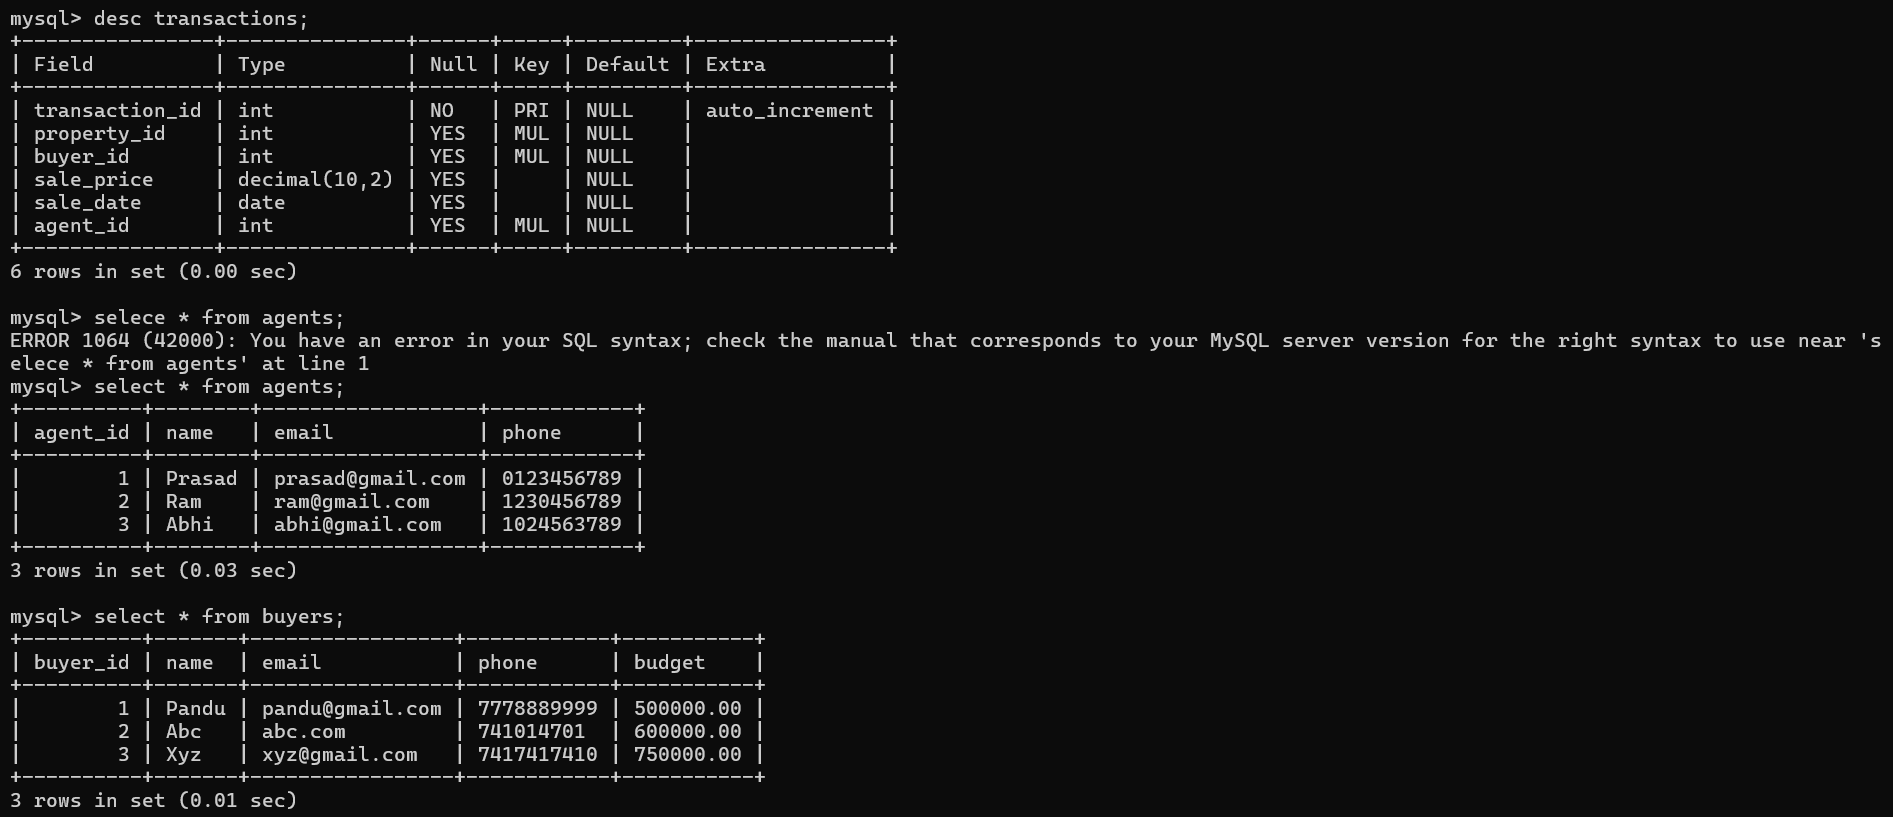 mysql> desc transactions;
+----------------+---------------+------+-----+---------+----------------+
| Field          | Type          | Null | Key | Default | Extra          |
+----------------+---------------+------+-----+---------+----------------+
| transaction_id | int           | NO   | PRI | NULL    | auto_increment |
| property_id    | int           | YES  | MUL | NULL    |                |
| buyer_id       | int           | YES  | MUL | NULL    |                |
| sale_price     | decimal(10,2) | YES  |     | NULL    |                |
| sale_date      | date          | YES  |     | NULL    |                |
| agent_id       | int           | YES  | MUL | NULL    |                |
+----------------+---------------+------+-----+---------+----------------+
6 rows in set (0.00 sec)

mysql> selece * from agents;
ERROR 1064 (42000): You have an error in your SQL syntax; check the manual that corresponds to your MySQL server version for the right syntax to use near 's
elece * from agents' at line 1
mysql> select * from agents;
+----------+--------+------------------+------------+
| agent_id | name   | email            | phone      |
+----------+--------+------------------+------------+
|        1 | Prasad | prasad@gmail.com | 0123456789 |
|        2 | Ram    | ram@gmail.com    | 1230456789 |
|        3 | Abhi   | abhi@gmail.com   | 1024563789 |
+----------+--------+------------------+------------+
3 rows in set (0.03 sec)

mysql> select * from buyers;
+----------+-------+-----------------+------------+-----------+
| buyer_id | name  | email           | phone      | budget    |
+----------+-------+-----------------+------------+-----------+
|        1 | Pandu | pandu@gmail.com | 7778889999 | 500000.00 |
|        2 | Abc   | abc.com         | 741014701  | 600000.00 |
|        3 | Xyz   | xyz@gmail.com   | 7417417410 | 750000.00 |
+----------+-------+-----------------+------------+-----------+
3 rows in set (0.01 sec)